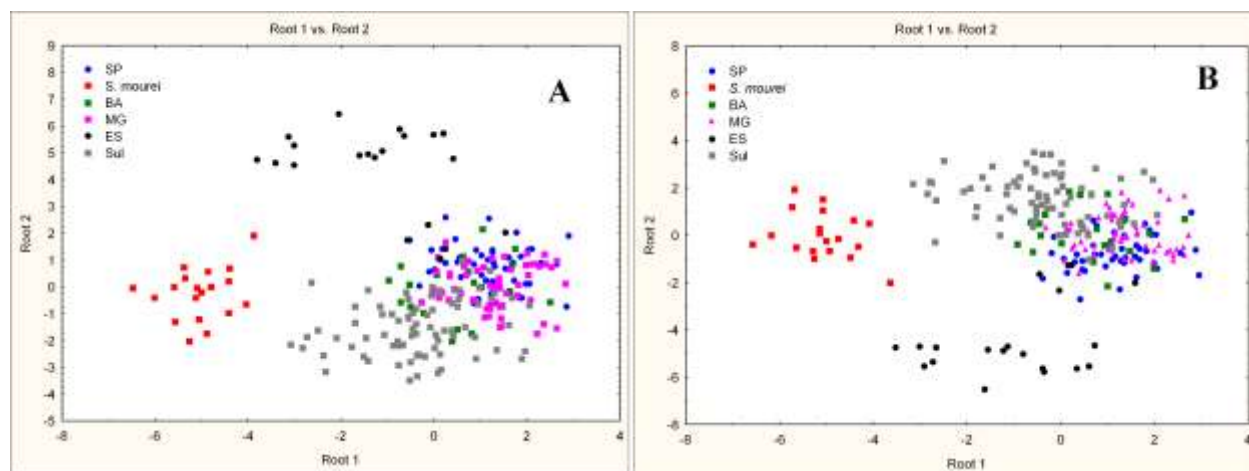 Root 1 vs. Root 2
9
8
7
6
5
4
3
2
1
0
-1
-2
-3
-4
-5
Root 2
SP
S. mourei
BA
MG
ES
Sul
A
-8 -6 -4 -2 0 2 4
Root 1
Root 1 vs. Root 2
8
6
4
2
0
-2
-4
-6
-8
Root 2
SP
S. mourei
BA
MG
ES
Sul
B
-8 -6 -4 -2 0 2 4
Root 1